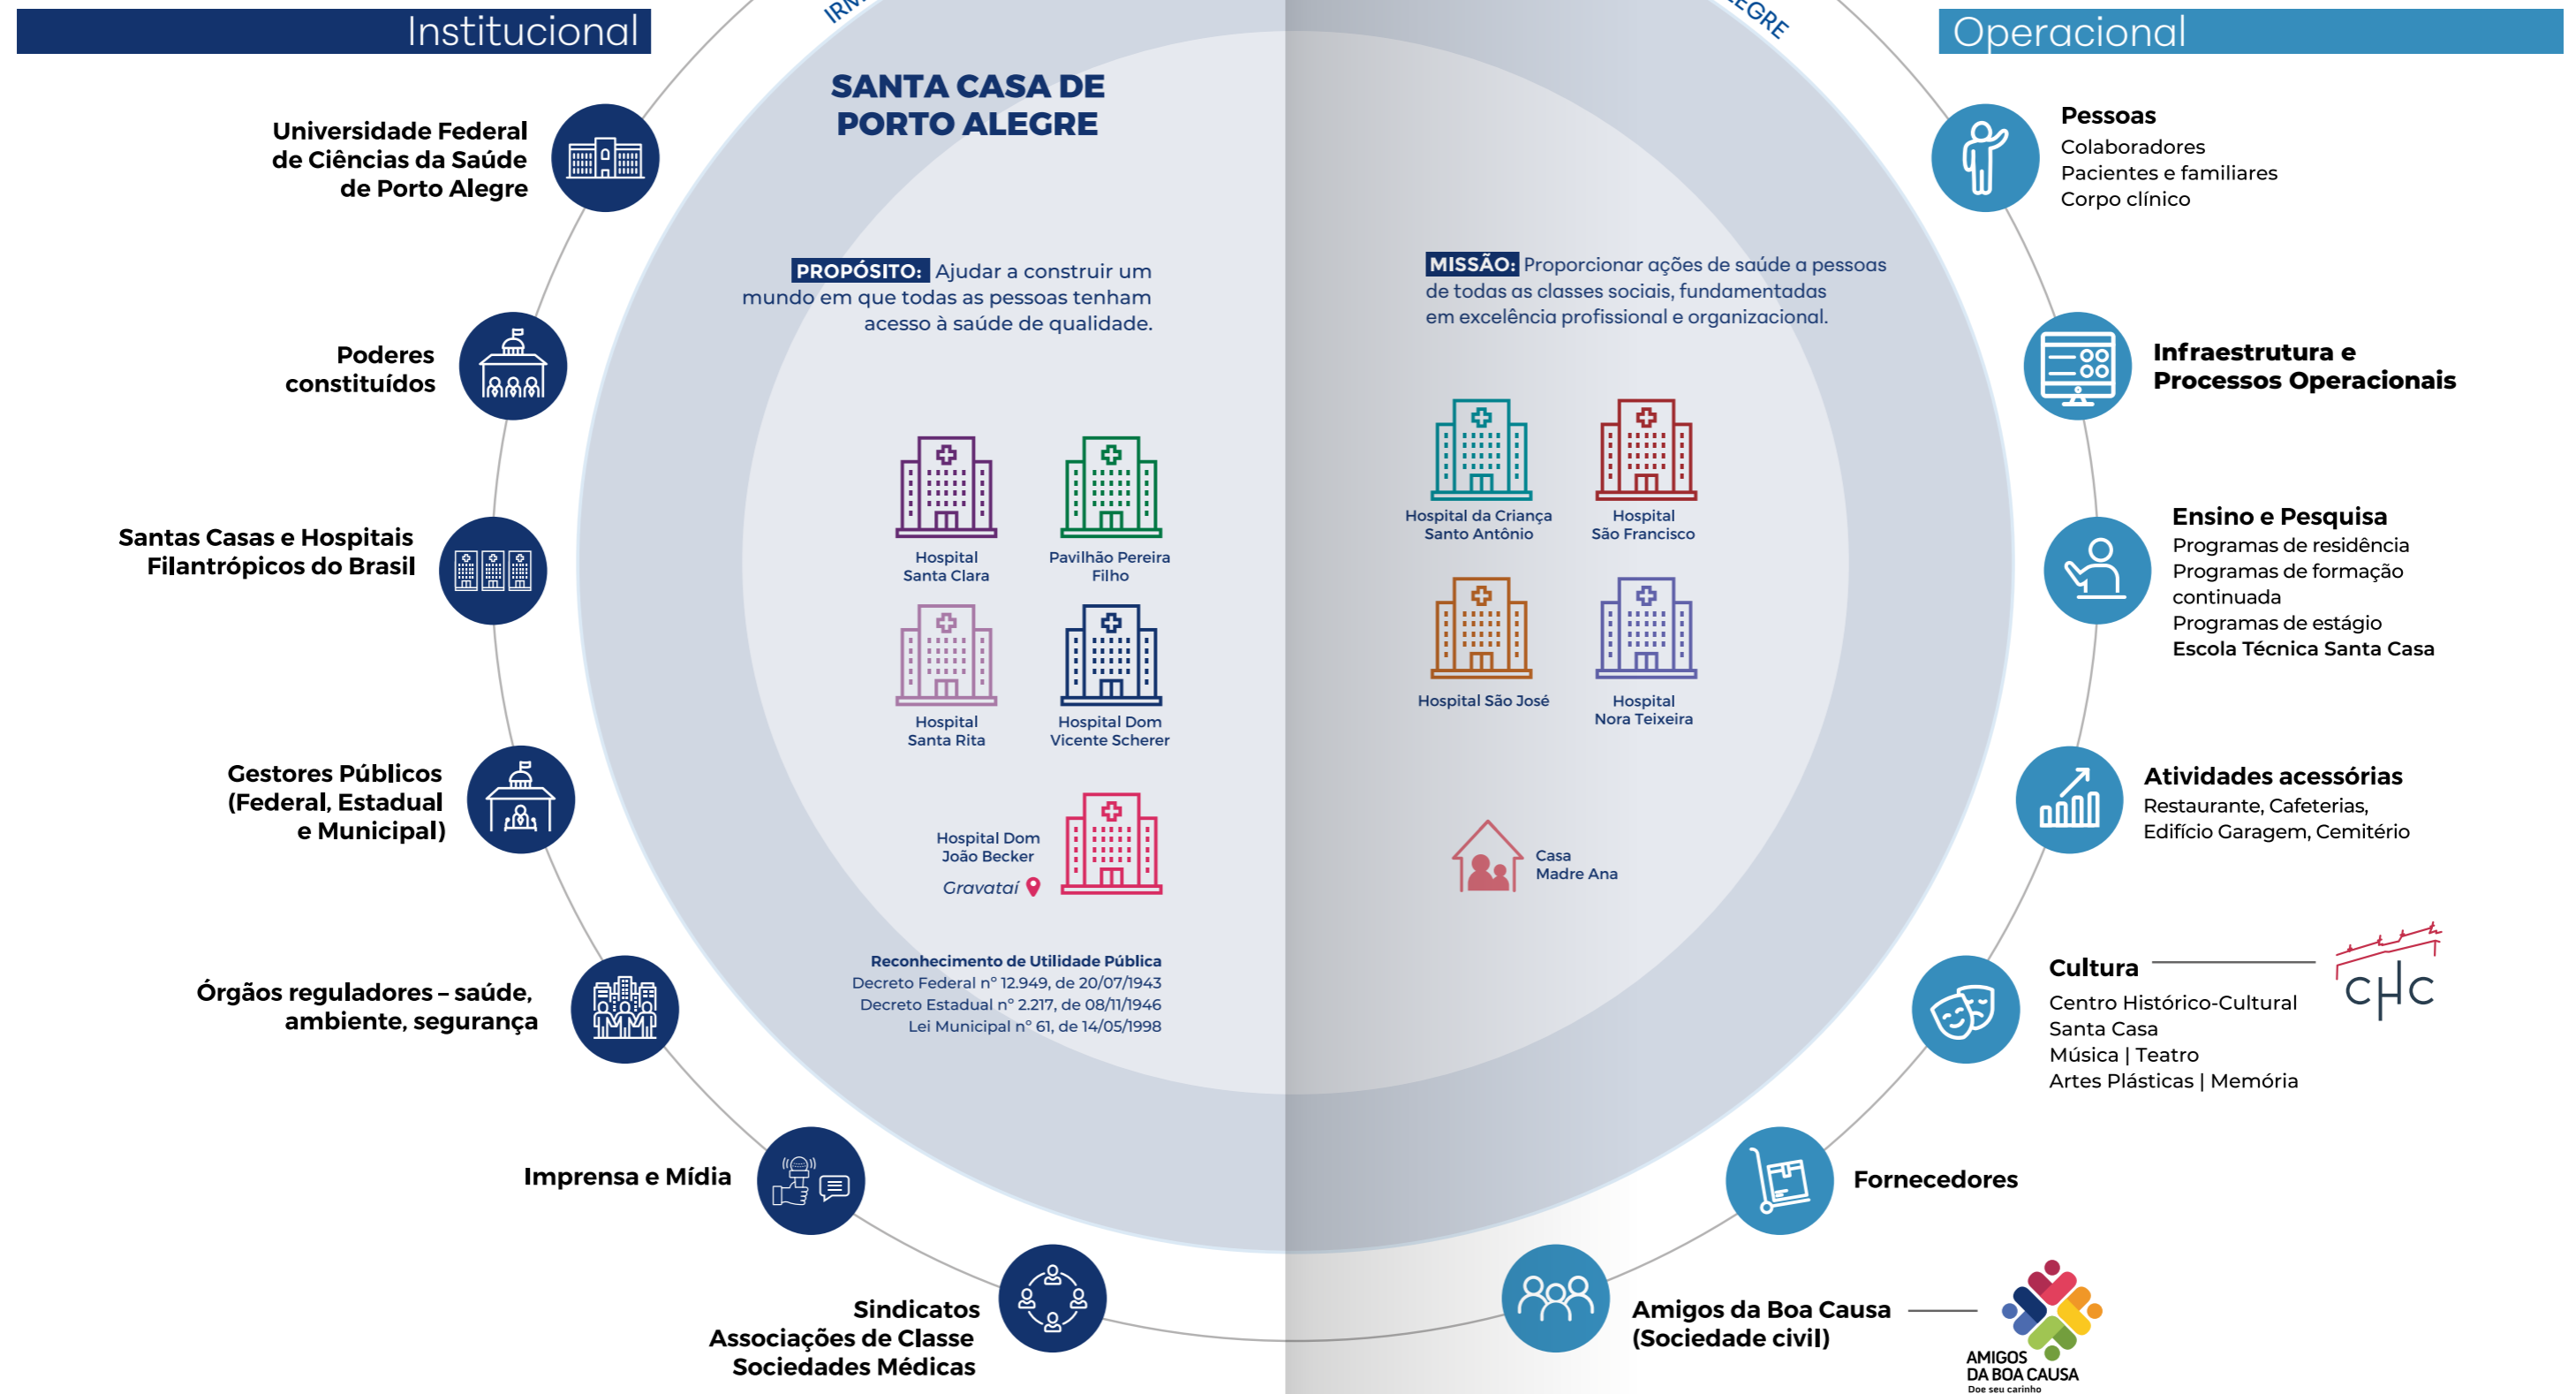 Institucional
Operacional
IRM
LEGRE
SANTA CASA DE
PORTO ALEGRE
Universidade Federal
de Ciências da Saúde
de Porto Alegre
Poderes
constituídos
Santas Casas e Hospitais
Filantrópicos do Brasil
Gestores Públicos
(Federal, Estadual
e Municipal)
Órgãos reguladores – saúde,
ambiente, segurança
Imprensa e Mídia
Sindicatos
Associações de Classe
Sociedades Médicas
PROPÓSITO: Ajudar a construir um
mundo em que todas as pessoas tenham
acesso à saúde de qualidade.
Hospital
Santa Clara
Pavilhão Pereira
Filho
Hospital
Santa Rita
Hospital Dom
Vicente Scherer
Hospital Dom
João Becker
Gravataí
Reconhecimento de Utilidade Pública
Decreto Federal nº 12.949, de 20/07/1943
Decreto Estadual nº 2.217, de 08/11/1946
Lei Municipal nº 61, de 14/05/1998
MISSÃO: Proporcionar ações de saúde a pessoas
de todas as classes sociais, fundamentadas
em excelência profissional e organizacional.
Hospital da Criança
Santo Antônio
Hospital
São Francisco
Hospital São José
Hospital
Nora Teixeira
Casa
Madre Ana
Pessoas
Colaboradores
Pacientes e familiares
Corpo clínico
Infraestrutura e
Processos Operacionais
Ensino e Pesquisa
Programas de residência
Programas de formação
continuada
Programas de estágio
Escola Técnica Santa Casa
Atividades acessórias
Restaurante, Cafeterias,
Edifício Garagem, Cemitério
Cultura
Centro Histórico-Cultural
Santa Casa
Música | Teatro
Artes Plásticas | Memória
CHC
Fornecedores
Amigos da Boa Causa
(Sociedade civil)
AMIGOS
DA BOA CAUSA
Doe seu carinho